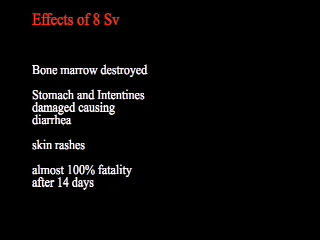 Effects of 8 Sv
Bone marrow destroyed
Stomach and Intentines
damaged causing
diarrhea
skin rashes
almost 100% fatality
after 14 days